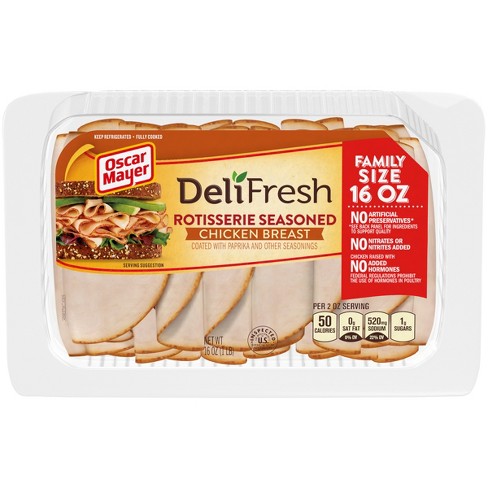 KEEP REFRIGERATED • FULLY COOKED
Oscar
Mayer
DeliFresh
ROTISSERIE SEASONED
CHICKEN BREAST
COATED WITH PAPRIKA AND OTHER SEASONINGS
SERVING SUGGESTION
FAMILY
SIZE
16 OZ
NO ARTIFICIAL
PRESERVATIVES*
*SEE BACK PANEL FOR INGREDIENTS
TO SUPPORT QUALITY
NO NITRATES OR
NITRITES ADDED
CHICKEN RAISED WITH
NO ADDED
HORMONES
FEDERAL REGULATIONS PROHIBIT
THE USE OF HORMONES IN POULTRY
PER 2 OZ SERVING
50
CALORIES
0g
SAT FAT
0% DV
520mg
SODIUM
22% DV
1g
SUGARS
NET WT
16 OZ (1 LB)
INSPECTED
U.S.